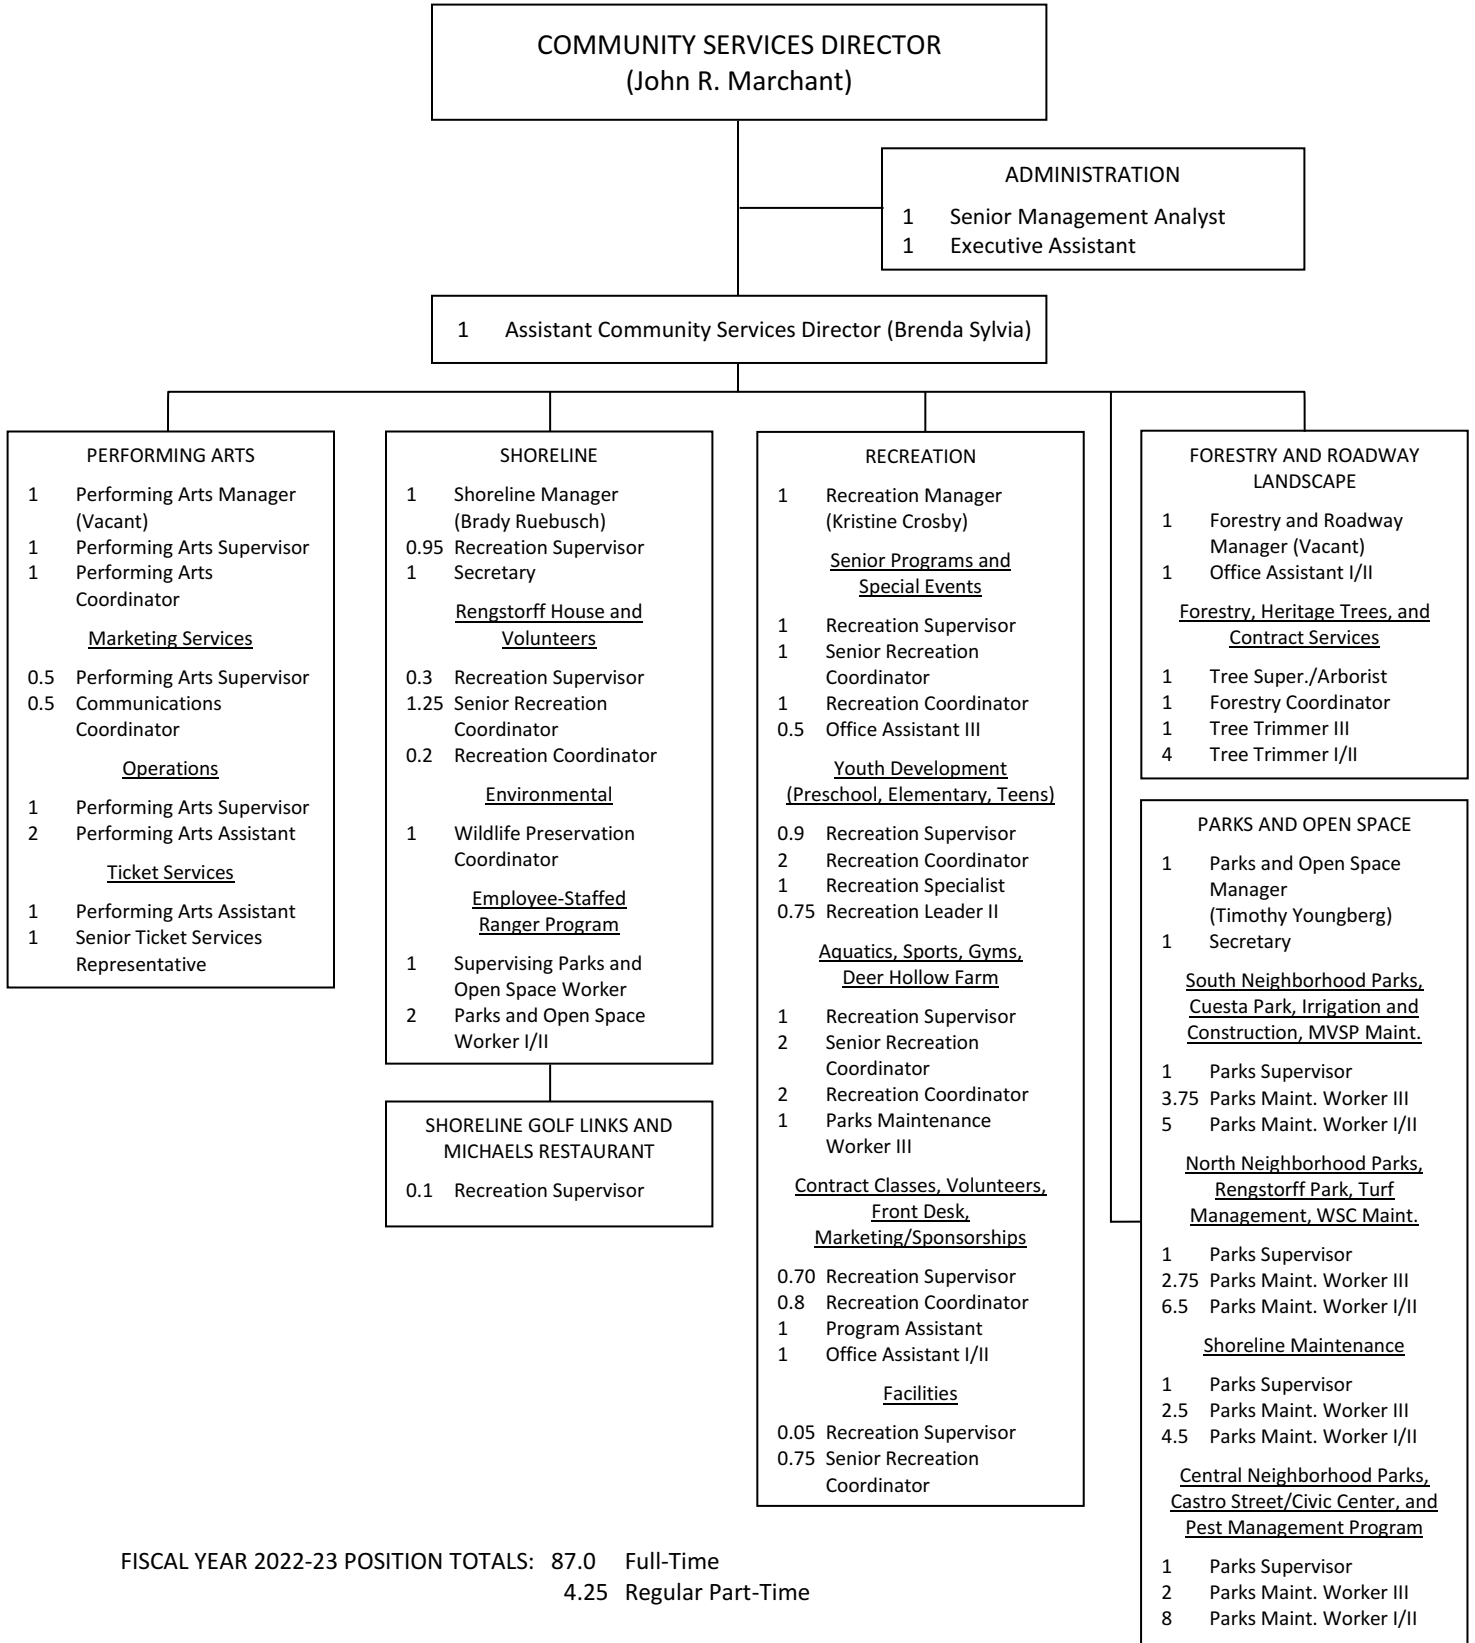 COMMUNITY SERVICES DIRECTOR
(John R. Marchant)
ADMINISTRATION
1 Senior Management Analyst
1 Executive Assistant
1 Assistant Community Services Director (Brenda Sylvia)
PERFORMING ARTS
1 Performing Arts Manager
(Vacant)
1 Performing Arts Supervisor
1 Performing Arts
Coordinator
Marketing Services
0.5 Performing Arts Supervisor
0.5 Communications
Coordinator
Operations
1 Performing Arts Supervisor
2 Performing Arts Assistant
Ticket Services
1 Performing Arts Assistant
1 Senior Ticket Services
Representative
SHORELINE
1 Shoreline Manager
(Brady Ruebusch)
0.95 Recreation Supervisor
1 Secretary
Rengstorff House and
Volunteers
0.3 Recreation Supervisor
1.25 Senior Recreation
Coordinator
0.2 Recreation Coordinator
Environmental
1 Wildlife Preservation
Coordinator
Employee-Staffed
Ranger Program
1 Supervising Parks and
Open Space Worker
2 Parks and Open Space
Worker I/II
SHORELINE GOLF LINKS AND
MICHAELS RESTAURANT
0.1 Recreation Supervisor
RECREATION
1 Recreation Manager
(Kristine Crosby)
Senior Programs and
Special Events
1 Recreation Supervisor
1 Senior Recreation
Coordinator
1 Recreation Coordinator
0.5 Office Assistant III
Youth Development
(Preschool, Elementary, Teens)
0.9 Recreation Supervisor
2 Recreation Coordinator
1 Recreation Specialist
0.75 Recreation Leader II
Aquatics, Sports, Gyms,
Deer Hollow Farm
1 Recreation Supervisor
2 Senior Recreation
Coordinator
2 Recreation Coordinator
1 Parks Maintenance
Worker III
Contract Classes, Volunteers,
Front Desk,
Marketing/Sponsorships
0.70 Recreation Supervisor
0.8 Recreation Coordinator
1 Program Assistant
1 Office Assistant I/II
Facilities
0.05 Recreation Supervisor
0.75 Senior Recreation
Coordinator
FORESTRY AND ROADWAY
LANDSCAPE
1 Forestry and Roadway
Manager (Vacant)
1 Office Assistant I/II
Forestry, Heritage Trees, and
Contract Services
1 Tree Super./Arborist
1 Forestry Coordinator
1 Tree Trimmer III
4 Tree Trimmer I/II
PARKS AND OPEN SPACE
1 Parks and Open Space
Manager
(Timothy Youngberg)
1 Secretary
South Neighborhood Parks,
Cuesta Park, Irrigation and
Construction, MVSP Maint.
1 Parks Supervisor
3.75 Parks Maint. Worker III
5 Parks Maint. Worker I/II
North Neighborhood Parks,
Rengstorff Park, Turf
Management, WSC Maint.
1 Parks Supervisor
2.75 Parks Maint. Worker III
6.5 Parks Maint. Worker I/II
Shoreline Maintenance
1 Parks Supervisor
2.5 Parks Maint. Worker III
4.5 Parks Maint. Worker I/II
Central Neighborhood Parks,
Castro Street/Civic Center, and
Pest Management Program
1 Parks Supervisor
2 Parks Maint. Worker III
8 Parks Maint. Worker I/II
FISCAL YEAR 2022-23 POSITION TOTALS: 87.0 Full-Time
4.25 Regular Part-Time